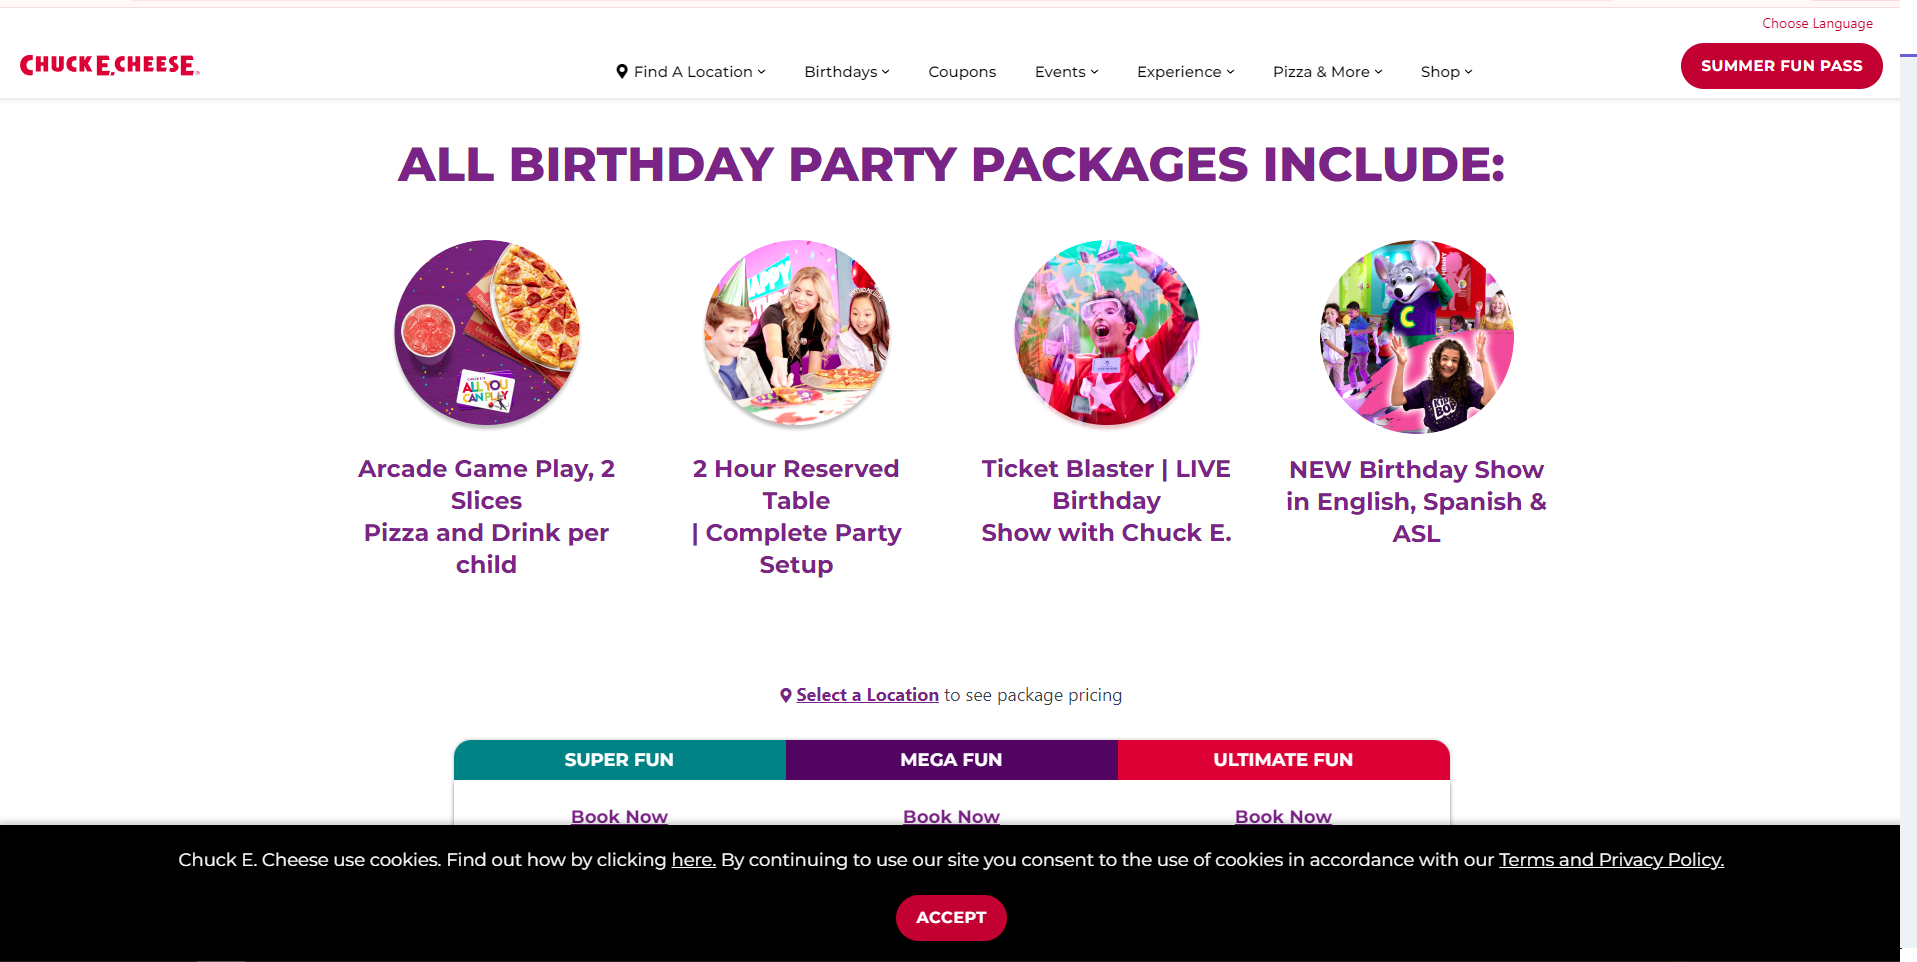 Choose Language
CHUCK E. CHEESE
Find A Location
Birthdays
Coupons
Events
Experience
Pizza & More
Shop
SUMMER FUN PASS
ALL BIRTHDAY PARTY PACKAGES INCLUDE:
ALL YOU
CAN PLAY
Arcade Game Play, 2
Slices
Pizza and Drink per
child
2 Hour Reserved
Table
| Complete Party
Setup
Ticket Blaster | LIVE
Birthday
Show with Chuck E.
NEW Birthday Show
in English, Spanish &
ASL
Select a Location to see package pricing
SUPER FUN
MEGA FUN
ULTIMATE FUN
Book Now
Book Now
Book Now
Chuck E. Cheese use cookies. Find out how by clicking here. By continuing to use our site you consent to the use of cookies in accordance with our Terms and Privacy Policy.
ACCEPT